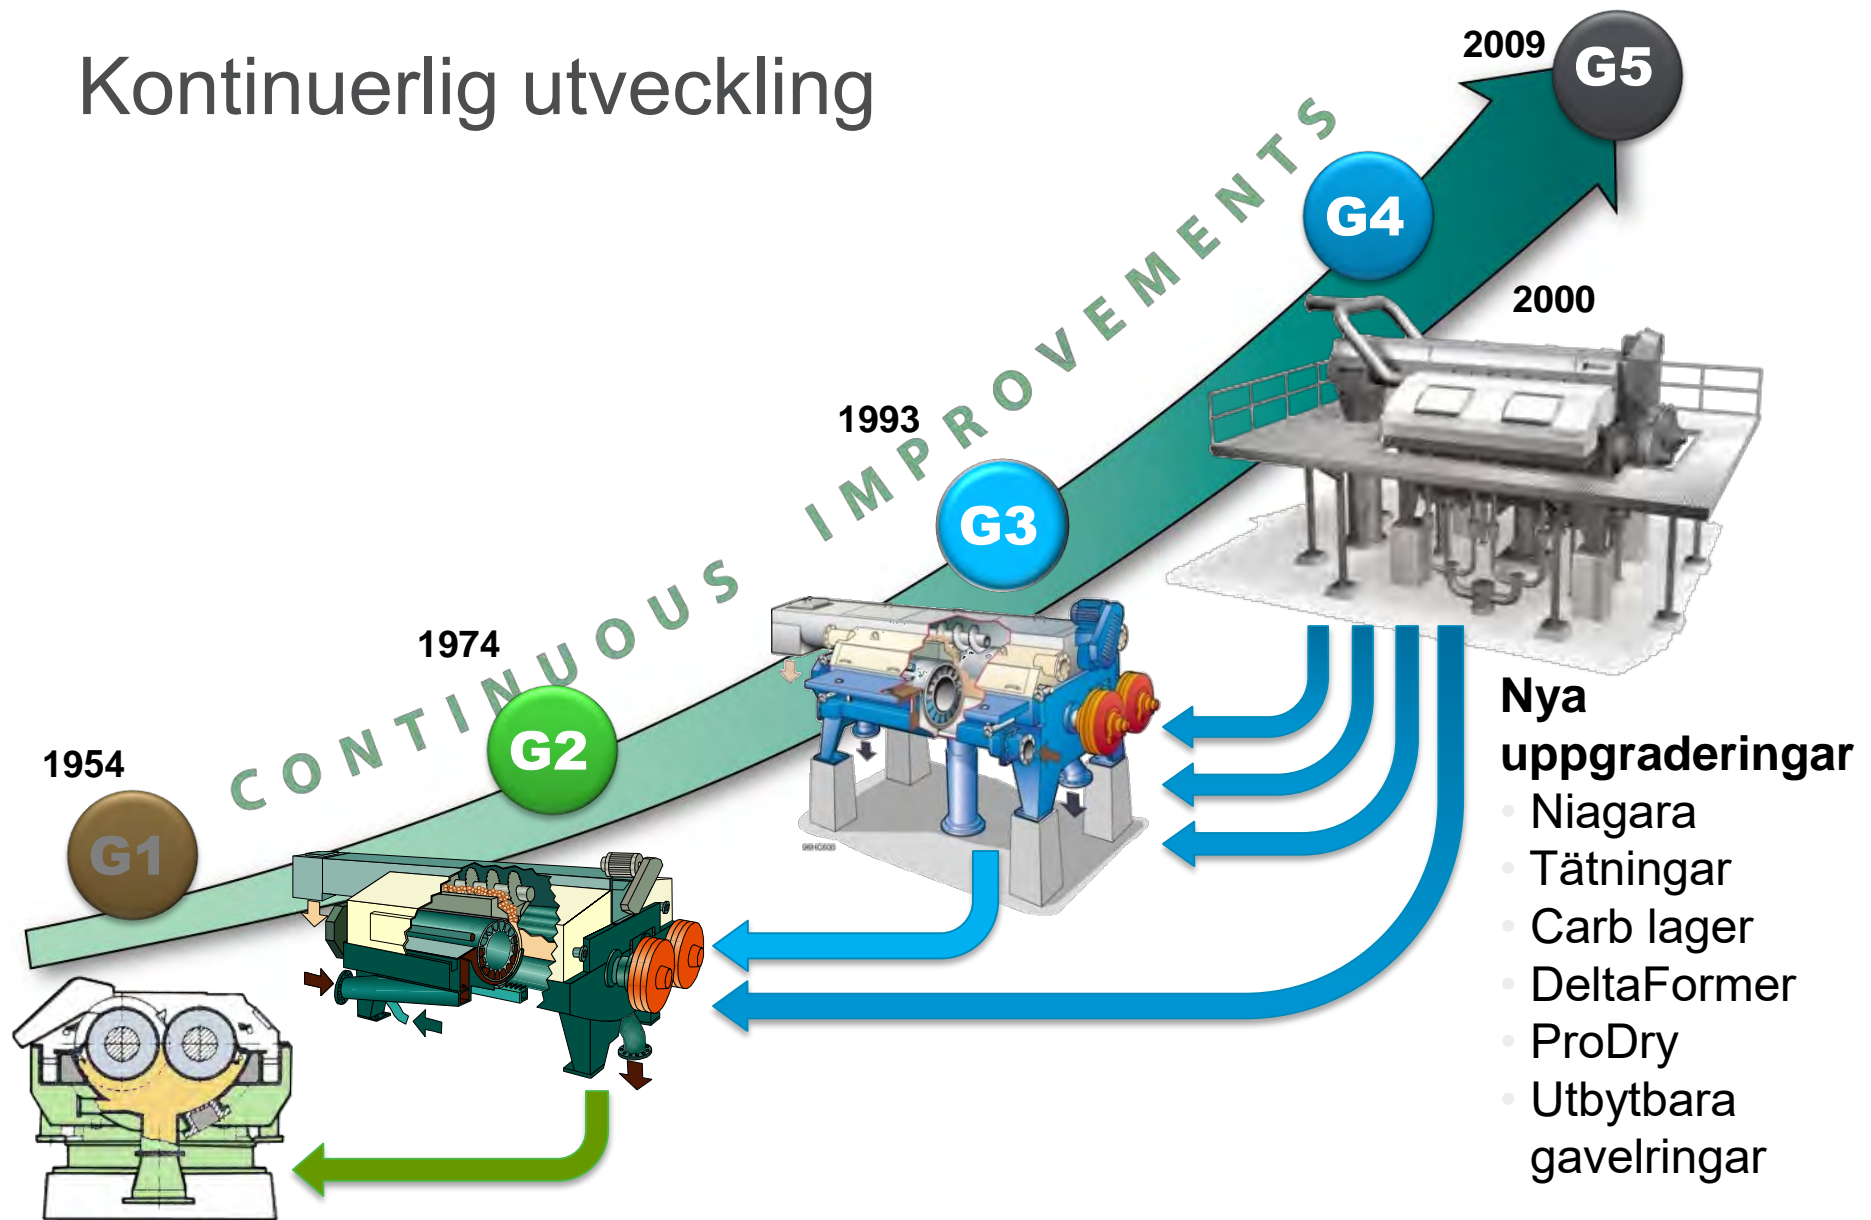 Kontinuerlig utveckling
2009
G5
G4
2000
CONTINUOUS IMPROVEMENTS
1993
G3
1974
G2
1954
G1
Nya
uppgraderingar
Niagara
Tätningar
Carb lager
DeltaFormer
ProDry
Utbytbara
gavelringar